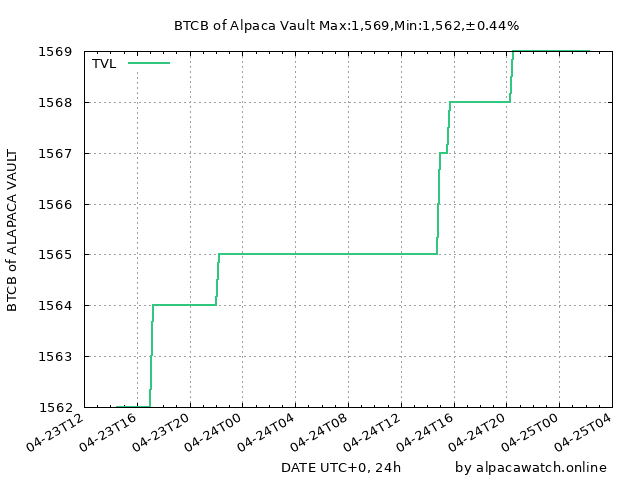 BTCB of Alpaca Vault Max:1,569,Min:1,562,±0.44%
TVL
1569
1568
1567
1566
1565
1564
1563
1562
BTCB of ALAPACA VAULT
04-23T12
04-23T16
04-23T20
04-24T00
04-24T04
04-24T08
04-24T12
04-24T16
04-24T20
04-25T00
04-25T04
DATE UTC+0, 24h
by alpacawatch.online